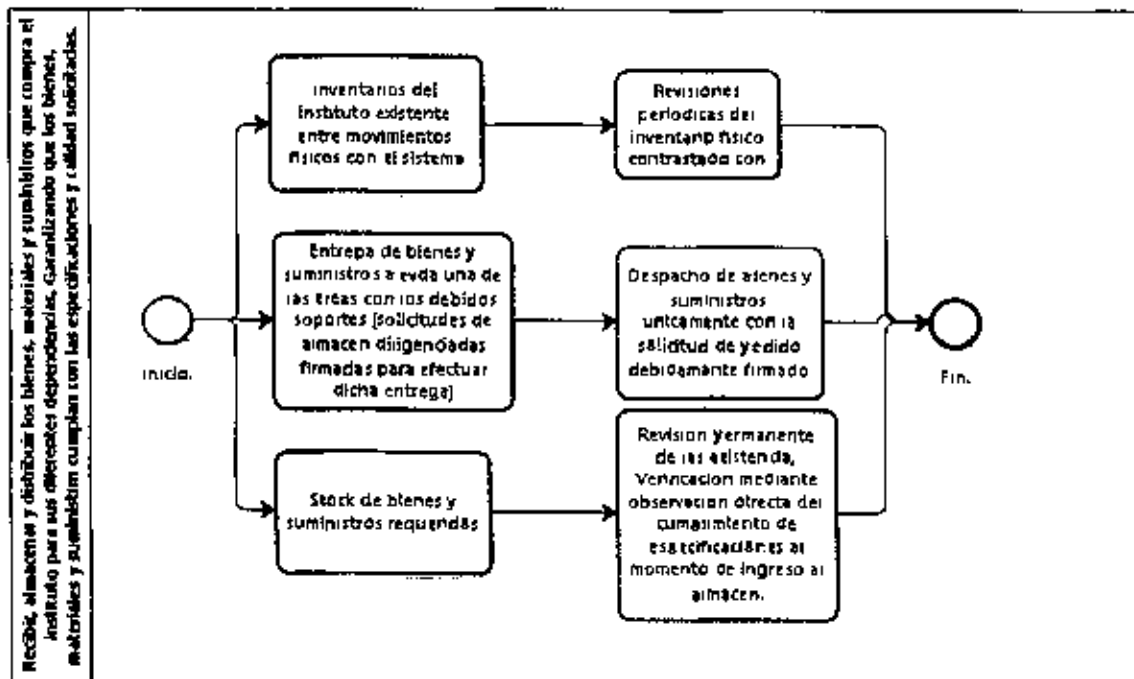 Recibir, almacenar y distribuir los bienes, materiales y suministros que compra el
instituto para sus diferentes dependencias, Garantizando que los bienes,
materiales y suministrim cumplan con las especificaciones y calidad solicitadas.
inventarios del
instituto existente
entre movimientos
fisicos con el sistema
Revisiones
periodicas del
inventario fisico
contrastado con
Entrega de bienes y
suministros a cada una de
las areas con los debidos
soportes [solicitudes de
almacen diligenciadas
firmadas para efectuar
dicha entrega]
Despacho de bienes y
suministros
unicamente con la
solicitud de pedido
debidamente firmado
inicio.
Fin.
Stock de bienes y
suministros requeridas
Revision permanente
de las existencia,
Verificacion mediante
observacion directa del
cumplimiento de
especificaciones al
momento de ingreso al
almacen.